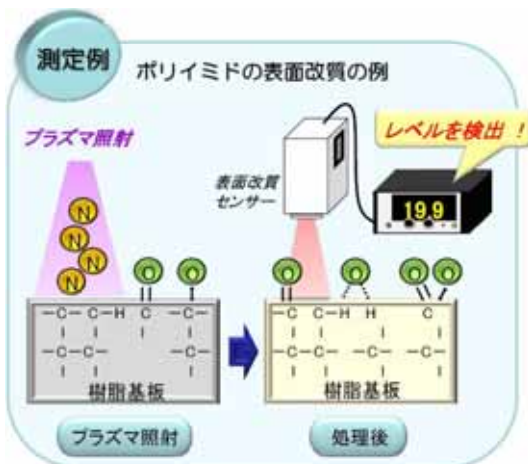 測定例
ポリイミドの表面改質の例
プラズマ照射
N
N
N
N
O
O
-C-C-H C -C-
-C-C- C-
樹脂基板
プラズマ照射
表面改質
センサー
レベルを検出 !
19.9
O
O
O
O
-C C-H H C
-C-C-C- C-
樹脂基板
処理後